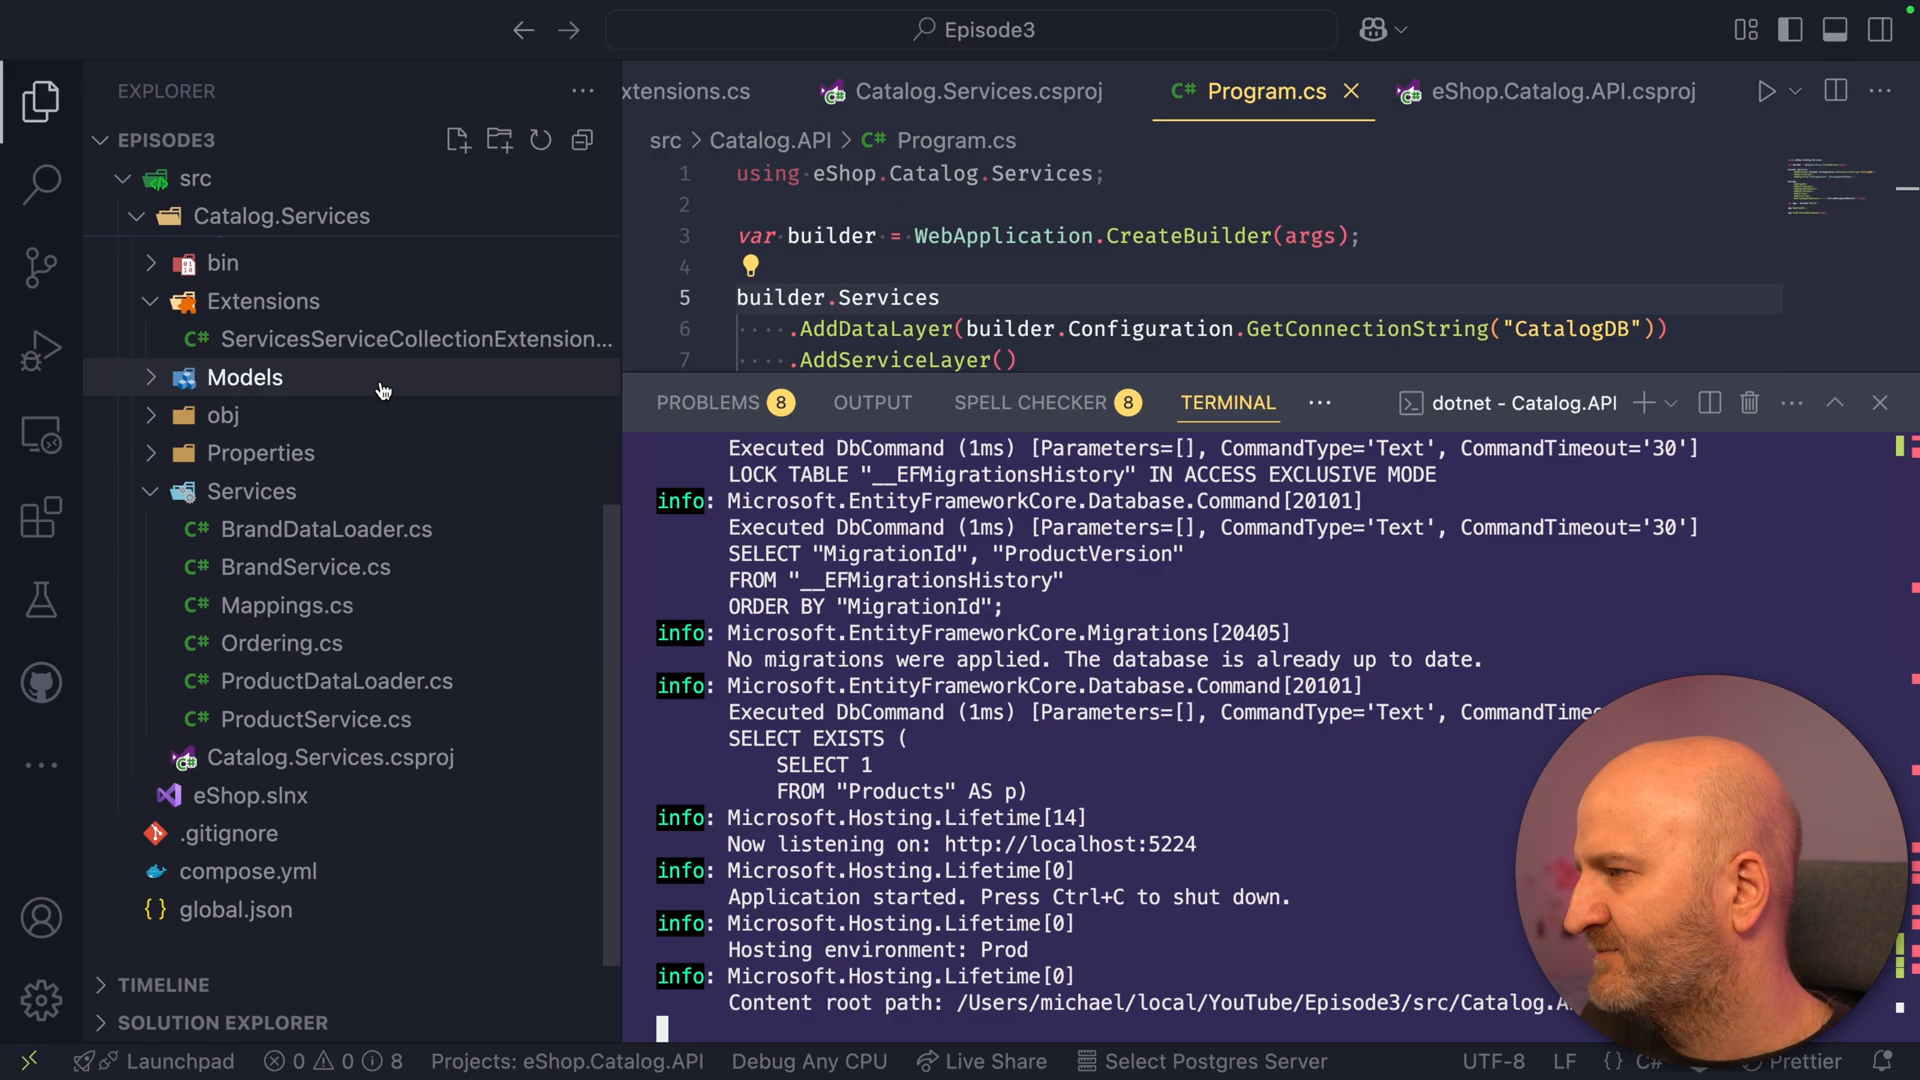 Episode3
EXPLORER
EPISODE3
src
Catalog.Services
bin
Extensions
ServicesServiceCollectionExtension...
Models
obj
Properties
Services
BrandDataLoader.cs
BrandService.cs
Mappings.cs
Ordering.cs
ProductDataLoader.cs
ProductService.cs
Catalog.Services.csproj
eShop.slnx
.gitignore
compose.yml
global.json
TIMELINE
SOLUTION EXPLORER
xtensions.cs
Catalog.Services.csproj
Program.cs
eShop.Catalog.API.csproj
src > Catalog.API > Program.cs
1 using eShop.Catalog.Services;
2
3 var builder = WebApplication.CreateBuilder(args);
4
5 builder.Services
6 .AddDataLayer(builder.Configuration.GetConnectionString("CatalogDB"))
7 .AddServiceLayer()
PROBLEMS 8 OUTPUT SPELL CHECKER 8 TERMINAL dotnet - Catalog.API
Executed DbCommand (1ms) [Parameters=[], CommandType='Text', CommandTimeout='30']
LOCK TABLE "__EFMigrationsHistory" IN ACCESS EXCLUSIVE MODE
info: Microsoft.EntityFrameworkCore.Database.Command[20101]
Executed DbCommand (1ms) [Parameters=[], CommandType='Text', CommandTimeout='30']
SELECT "MigrationId", "ProductVersion"
FROM "__EFMigrationsHistory"
ORDER BY "MigrationId";
info: Microsoft.EntityFrameworkCore.Migrations[20405]
No migrations were applied. The database is already up to date.
info: Microsoft.EntityFrameworkCore.Database.Command[20101]
Executed DbCommand (1ms) [Parameters=[], CommandType='Text', CommandTime
SELECT EXISTS (
SELECT 1
FROM "Products" AS p)
info: Microsoft.Hosting.Lifetime[14]
Now listening on: http://localhost:5224
info: Microsoft.Hosting.Lifetime[0]
Application started. Press Ctrl+C to shut down.
info: Microsoft.Hosting.Lifetime[0]
Hosting environment: Prod
info: Microsoft.Hosting.Lifetime[0]
Content root path: /Users/michael/local/YouTube/Episode3/src/Catalog.A
Launchpad 0 0 8 Projects: eShop.Catalog.API Debug Any CPU Live Share Select Postgres Server UTF-8 LF {} C# Prettier